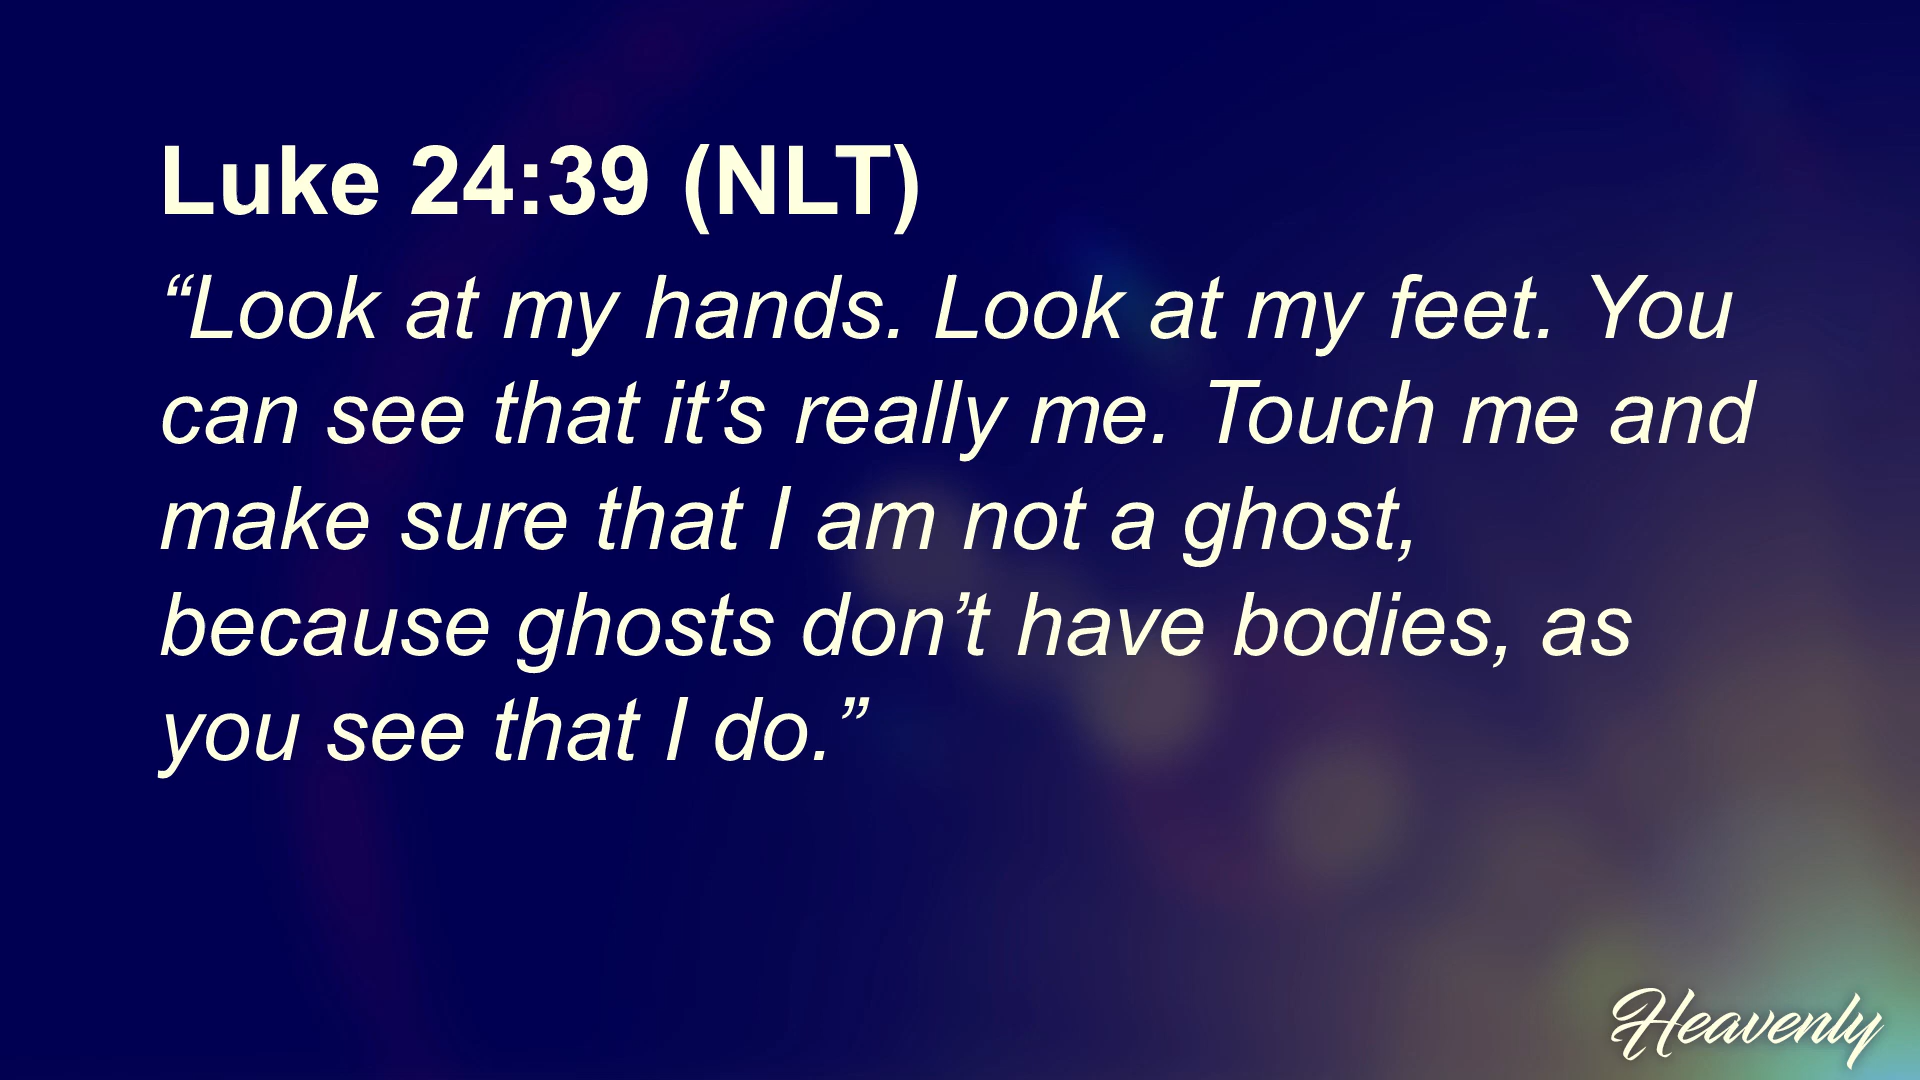 Luke 24:39 (NLT)
“Look at my hands. Look at my feet. You
can see that it’s really me. Touch me and
make sure that I am not a ghost,
because ghosts don’t have bodies, as
you see that I do.”
Heavenly